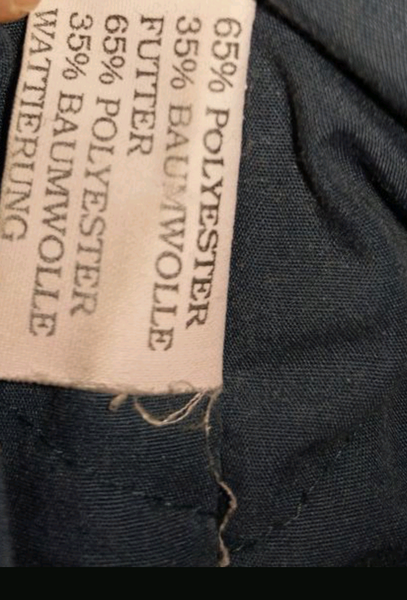 65% POLYESTER
35% BAUMWOLLE
FUTTER
65% POLYESTER
35% BAUMWOLLE
WATTIERUNG